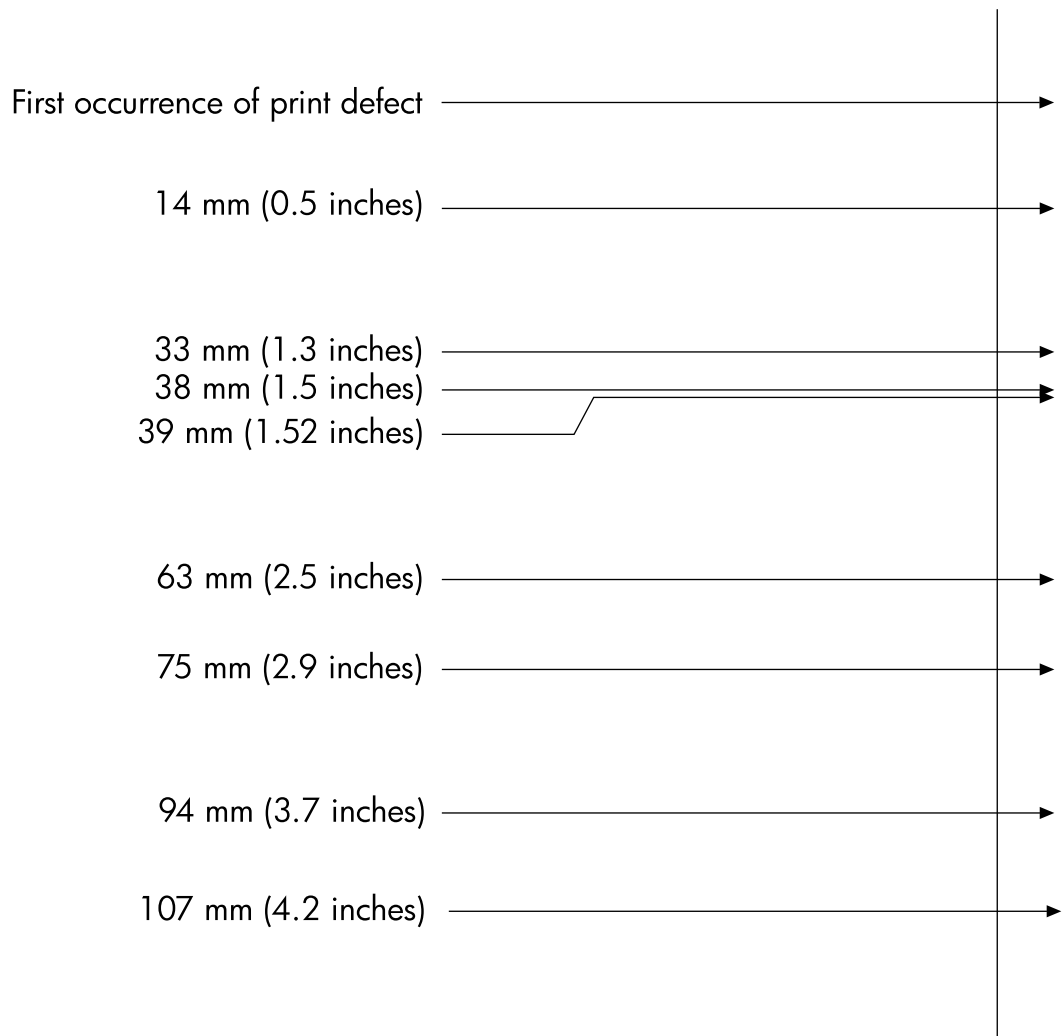 First occurrence of print defect
14 mm (0.5 inches)
33 mm (1.3 inches)
38 mm (1.5 inches)
39 mm (1.52 inches)
63 mm (2.5 inches)
75 mm (2.9 inches)
94 mm (3.7 inches)
107 mm (4.2 inches)